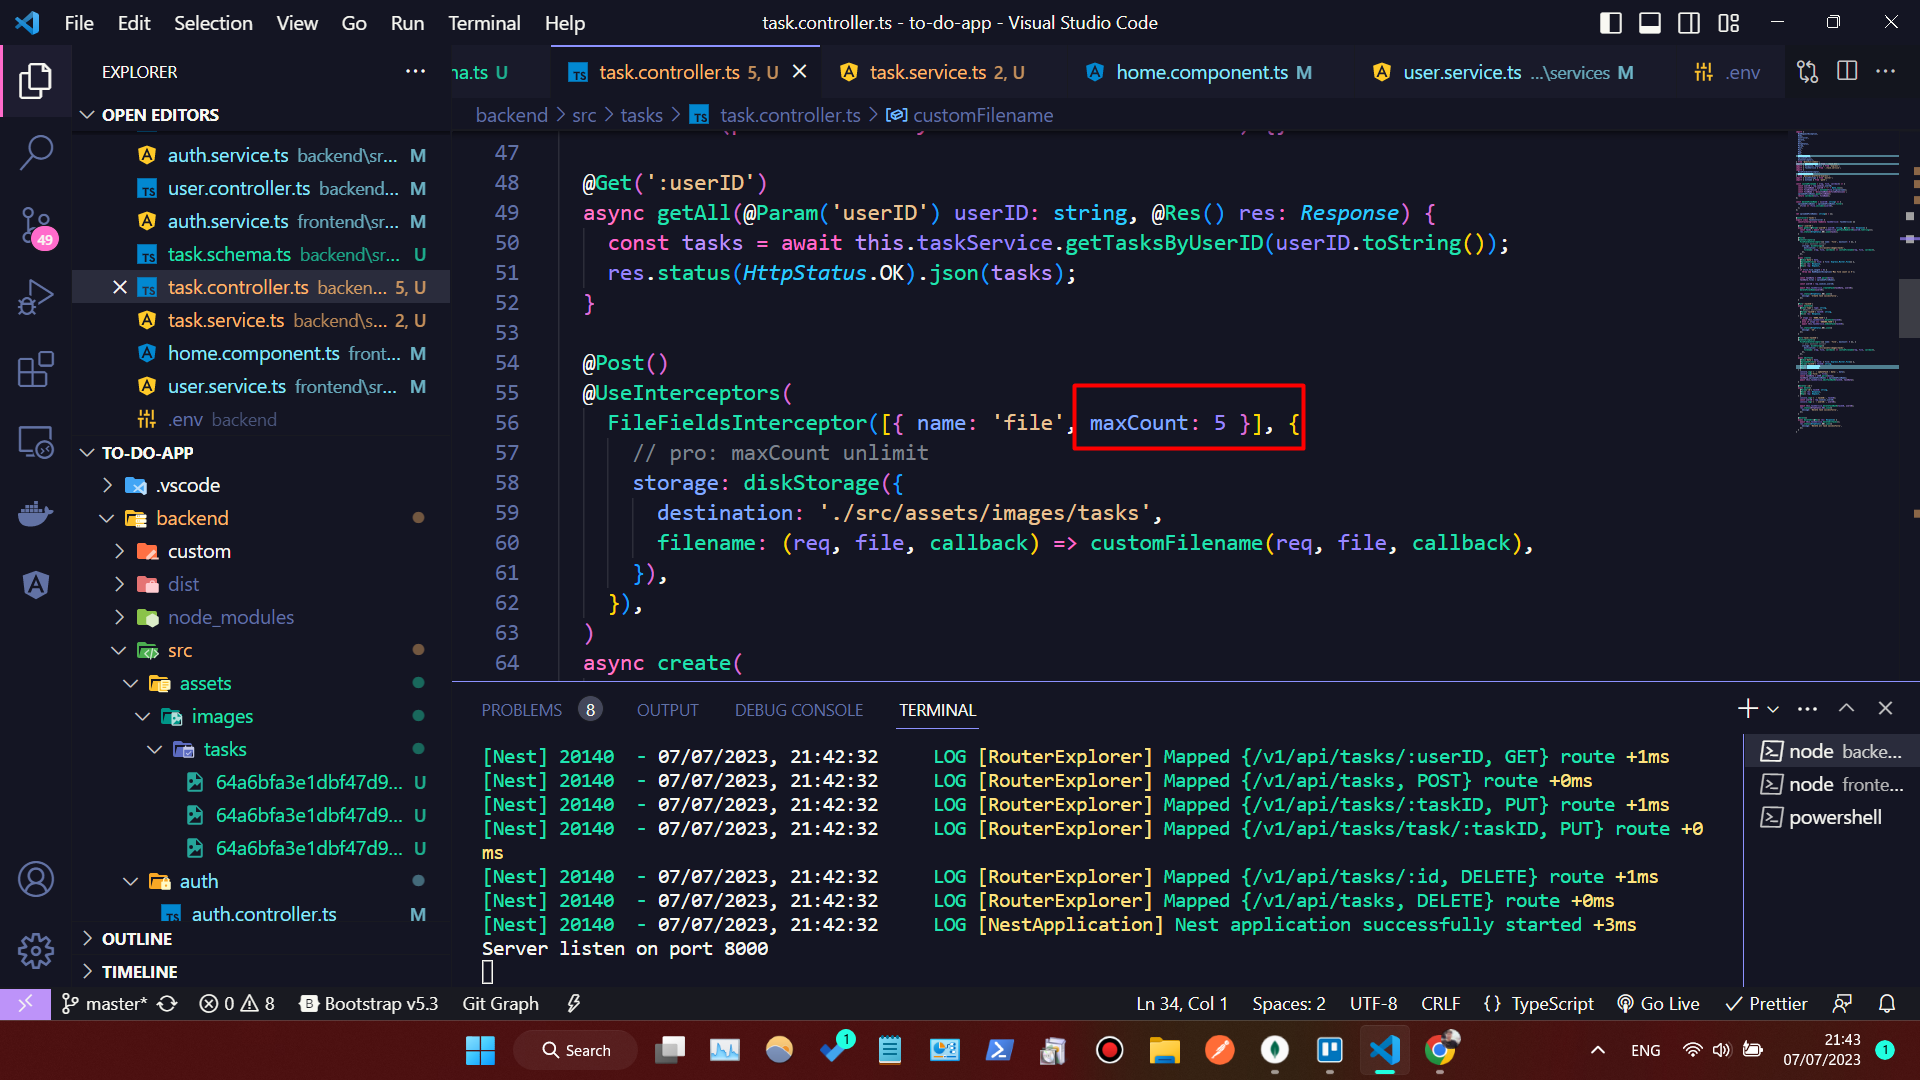 File Edit Selection View Go Run Terminal Help
task.controller.ts - to-do-app - Visual Studio Code
EXPLORER
OPEN EDITORS
auth.service.ts backend\sr... M
user.controller.ts backend... M
auth.service.ts frontend\sr... M
task.schema.ts backend\sr... U
task.controller.ts backen... 5, U
task.service.ts backend\s... 2, U
home.component.ts front... M
user.service.ts frontend\sr... M
.env backend
TO-DO-APP
.vscode
backend
custom
dist
node_modules
src
assets
images
tasks
64a6bfa3e1dbf47d9... U
64a6bfa3e1dbf47d9... U
64a6bfa3e1dbf47d9... U
auth
auth.controller.ts M
OUTLINE
TIMELINE
49
na.ts U
task.controller.ts 5, U
task.service.ts 2, U
home.component.ts M
user.service.ts ...\services M
.env
backend > src > tasks > task.controller.ts > customFilename
47
48 @Get(':userID')
49 async getAll(@Param('userID') userID: string, @Res() res: Response) {
50 const tasks = await this.taskService.getTasksByUserID(userID.toString());
51 res.status(HttpStatus.OK).json(tasks);
52 }
53
54 @Post()
55 @UseInterceptors(
56 FileFieldsInterceptor([{ name: 'file', maxCount: 5 }], {
57 // pro: maxCount unlimit
58 storage: diskStorage({
59 destination: './src/assets/images/tasks',
60 filename: (req, file, callback) => customFilename(req, file, callback),
61 }),
62 }),
63 )
64 async create(
PROBLEMS 8 OUTPUT DEBUG CONSOLE TERMINAL
[Nest] 20140 - 07/07/2023, 21:42:32 LOG [RouterExplorer] Mapped {/v1/api/tasks/:userID, GET} route +1ms
[Nest] 20140 - 07/07/2023, 21:42:32 LOG [RouterExplorer] Mapped {/v1/api/tasks, POST} route +0ms
[Nest] 20140 - 07/07/2023, 21:42:32 LOG [RouterExplorer] Mapped {/v1/api/tasks/:taskID, PUT} route +1ms
[Nest] 20140 - 07/07/2023, 21:42:32 LOG [RouterExplorer] Mapped {/v1/api/tasks/task/:taskID, PUT} route +0
ms
[Nest] 20140 - 07/07/2023, 21:42:32 LOG [RouterExplorer] Mapped {/v1/api/tasks/:id, DELETE} route +1ms
[Nest] 20140 - 07/07/2023, 21:42:32 LOG [RouterExplorer] Mapped {/v1/api/tasks, DELETE} route +0ms
[Nest] 20140 - 07/07/2023, 21:42:32 LOG [NestApplication] Nest application successfully started +3ms
Server listen on port 8000
node backe...
node fronte...
powershell
master* 0 8 Bootstrap v5.3 Git Graph
Ln 34, Col 1 Spaces: 2 UTF-8 CRLF {} TypeScript Go Live Prettier
Search
1
ENG
21:43
07/07/2023
1